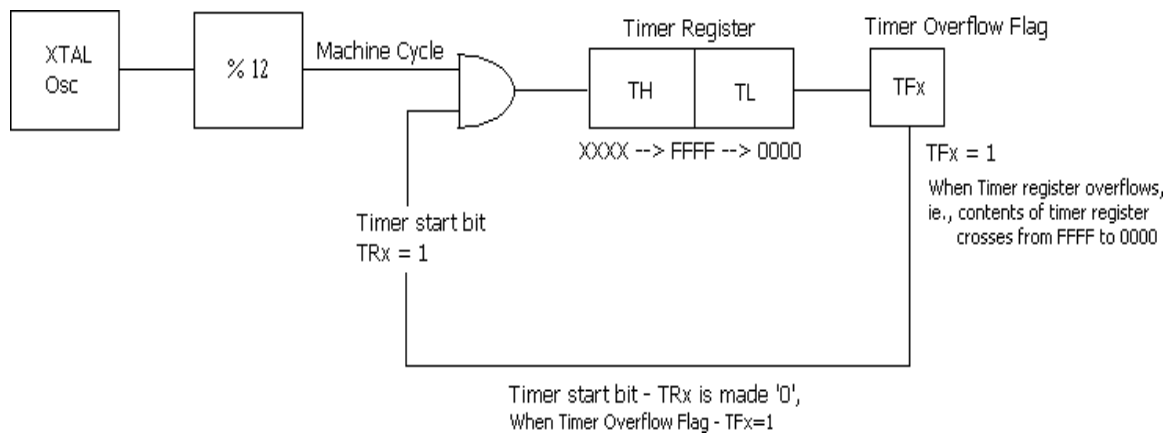 XTAL
Osc
% 12
Machine Cycle
Timer Register
TH
TL
XXXX --> FFFF --> 0000
Timer Overflow Flag
TFx
TFx = 1
When Timer register overflows,
ie., contents of timer register
crosses from FFFF to 0000
Timer start bit
TRx = 1
Timer start bit - TRx is made '0',
When Timer Overflow Flag - TFx=1